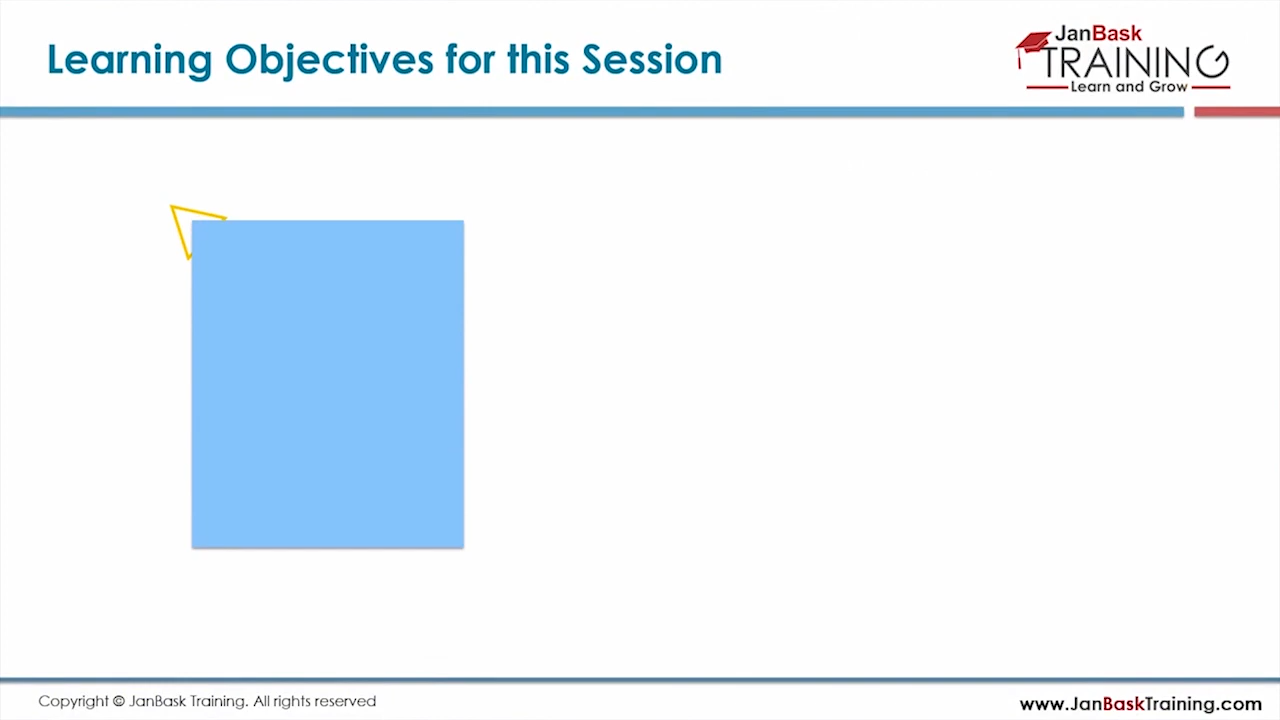 Learning Objectives for this Session
JanBask
TRAINING
Learn and Grow
Copyright © JanBask Training. All rights reserved
www.JanBaskTraining.com